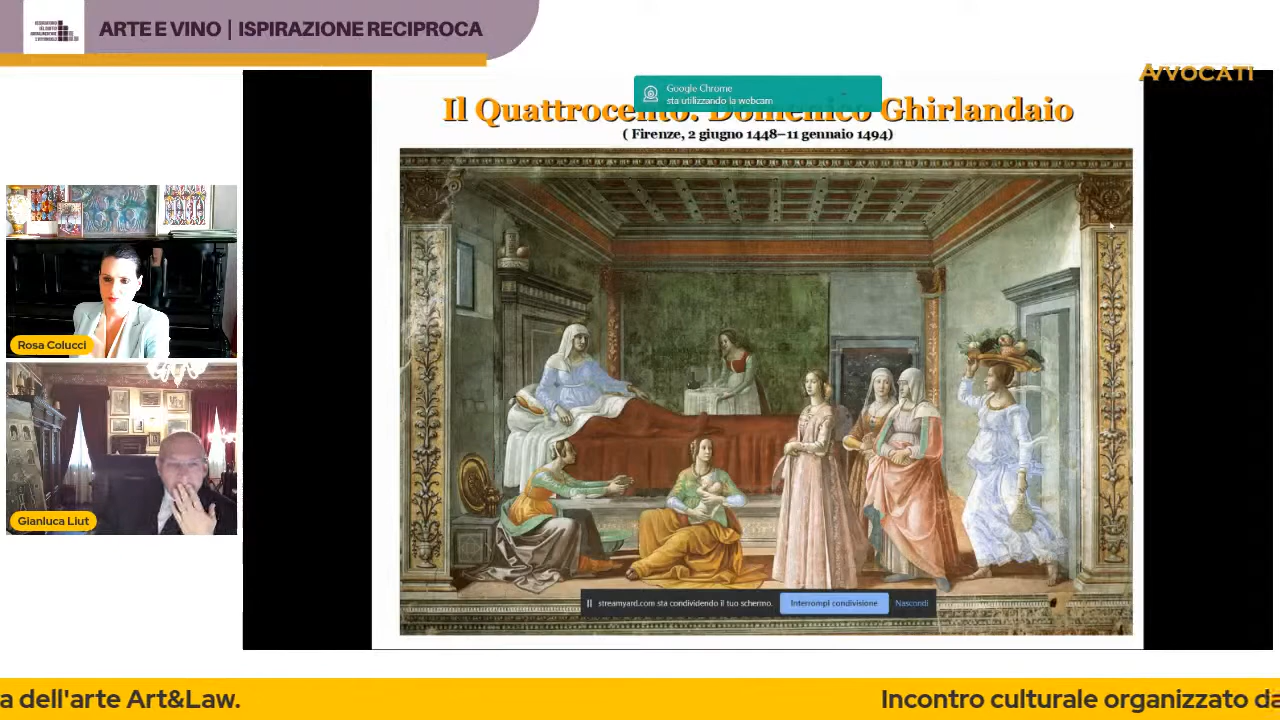 ARTE E VINO | ISPIRAZIONE RECIPROCA
AVVOCATI
Google Chrome
sta utilizzando la webcam
Il Quattrocento. Domenico Ghirlandaio
( Firenze, 2 giugno 1448–11 gennaio 1494)
Rosa Colucci
Gianluca Liut
streamyard.com sta condividendo il tuo schermo.
Interrompi condivisione
Nascondi
a dell'arte Art&Law.
Incontro culturale organizzato da